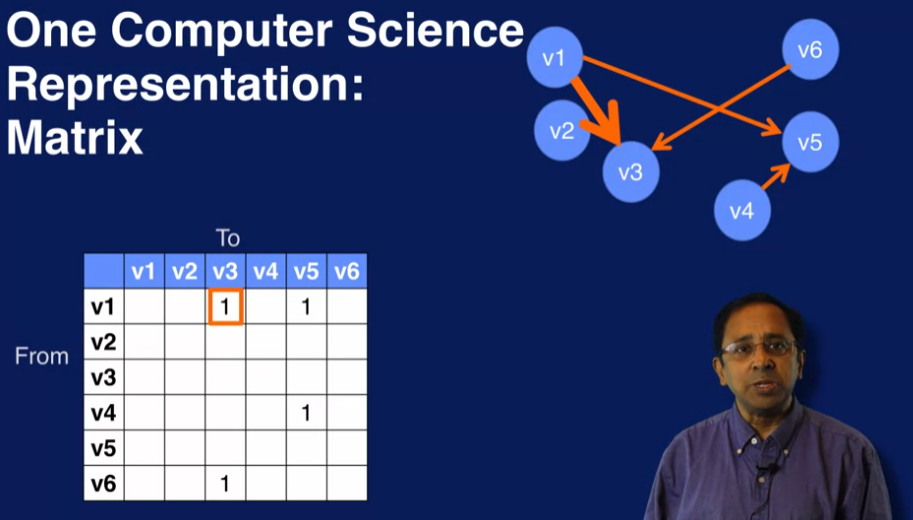 One Computer Science
Representation:
Matrix
v1
v6
v2
v5
v3
v4
To
v1 v2 v3 v4 v5 v6
v1 1 1
From
v2
v3
v4 1
v5
v6 1